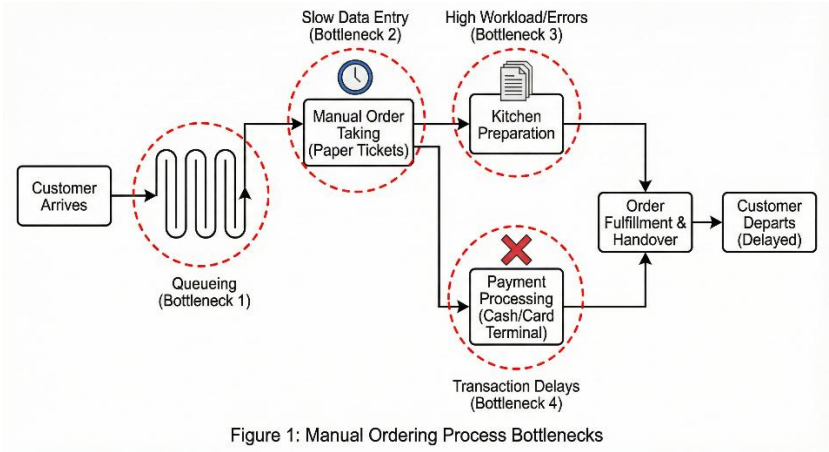 Slow Data Entry
(Bottleneck 2)
High Workload/Errors
(Bottleneck 3)
Manual Order
Taking
(Paper Tickets)
Kitchen
Preparation
Customer
Arrives
Queueing
(Bottleneck 1)
Order
Fulfillment &
Handover
Customer
Departs
(Delayed)
Payment
Processing
(Cash/Card
Terminal)
Transaction Delays
(Bottleneck 4)
Figure 1: Manual Ordering Process Bottlenecks